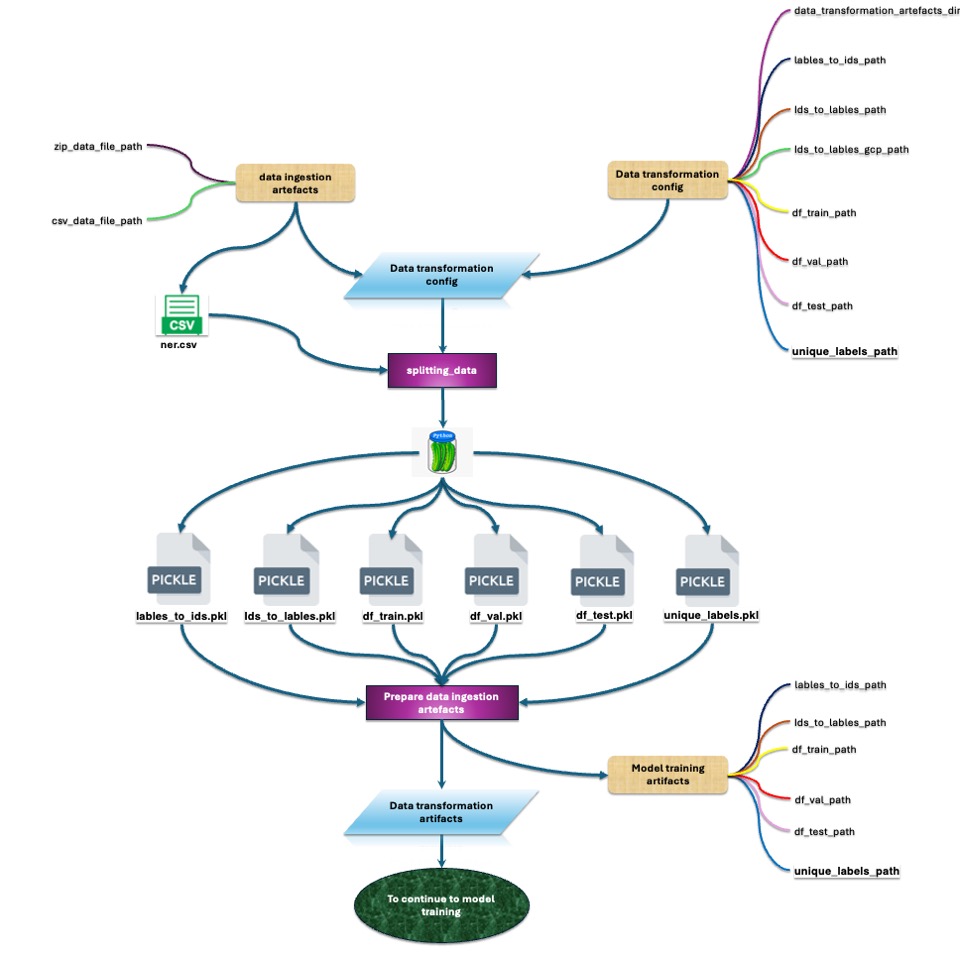 data_transformation_artefacts_dir
lables_to_ids_path
Ids_to_lables_path
Ids_to_lables_gcp_path
df_train_path
df_val_path
df_test_path
unique_labels_path
zip_data_file_path
csv_data_file_path
data ingestion
artefacts
Data transformation
config
Data transformation
config
CSV
ner.csv
splitting_data
Python
PICKLE
PICKLE
PICKLE
PICKLE
PICKLE
PICKLE
lables_to_ids.pkl
Ids_to_lables.pkl
df_train.pkl
df_val.pkl
df_test.pkl
unique_labels.pkl
Prepare data ingestion
artefacts
Model training
artifacts
lables_to_ids_path
Ids_to_lables_path
df_train_path
df_val_path
df_test_path
unique_labels_path
Data transformation
artifacts
To continue to model
training